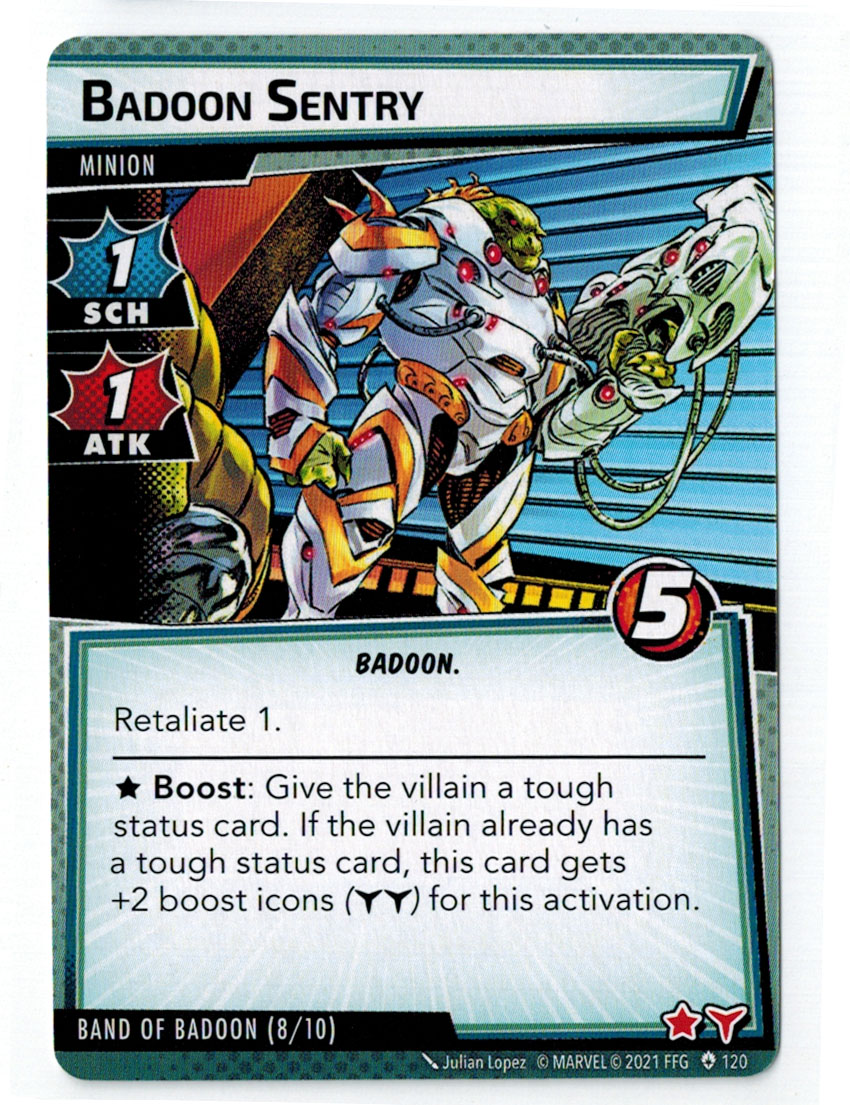 BADOON SENTRY
MINION
1
SCH
1
ATK
5
BADOON.
Retaliate 1.
★ Boost: Give the villain a tough
status card. If the villain already has
a tough status card, this card gets
+2 boost icons () for this activation.
BAND OF BADOON (8/10)
Julian Lopez © MARVEL © 2021 FFG 120